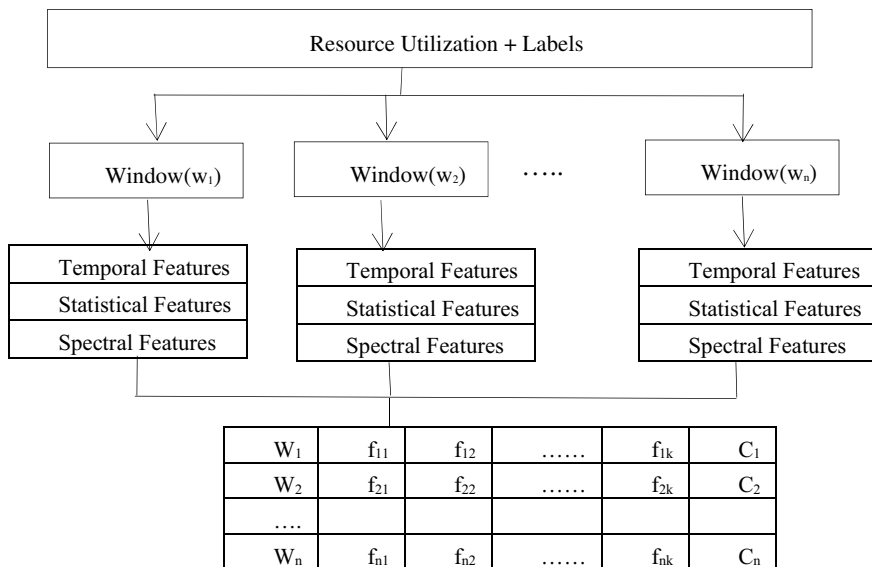 Resource Utilization + Labels
Window(w₁) Window(w₂) ..... Window(wₙ)
Temporal Features Temporal Features Temporal Features
Statistical Features Statistical Features Statistical Features
Spectral Features Spectral Features Spectral Features
W₁ f₁₁ f₁₂ ...... f₁ₖ C₁
W₂ f₂₁ f₂₂ ...... f₂ₖ C₂
....
Wₙ fₙ₁ fₙ₂ ...... fₙₖ Cₙ